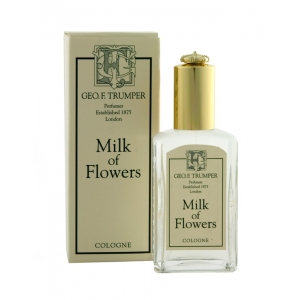 GEO. F. TRUMPER
Perfumer
Established 1875
London
Milk
of
Flowers
COLOGNE
GEO. F. TRUMPER
Perfumer
Established 1875
London
Milk
of
Flowers
COLOGNE